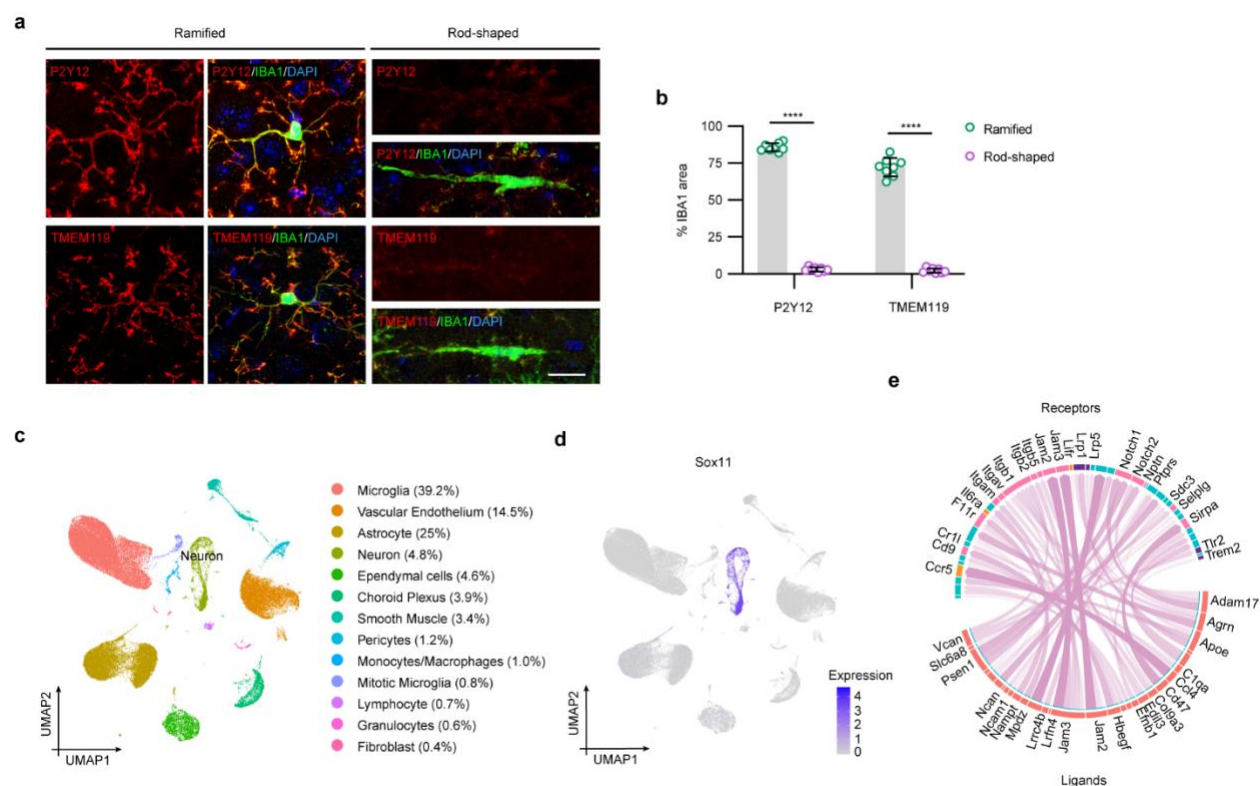 a
Ramified
Rod-shaped
P2Y12
P2Y12/IBA1/DAPI
P2Y12
P2Y12/IBA1/DAPI
TMEM119
TMEM119/IBA1/DAPI
TMEM119
TMEM119/IBA1/DAPI
b
****
****
Ramified
Rod-shaped
% IBA1 area
100
75
50
25
0
P2Y12
TMEM119
c
Neuron
UMAP2
UMAP1
Microglia (39.2%)
Vascular Endothelium (14.5%)
Astrocyte (25%)
Neuron (4.8%)
Ependymal cells (4.6%)
Choroid Plexus (3.9%)
Smooth Muscle (3.4%)
Pericytes (1.2%)
Monocytes/Macrophages (1.0%)
Mitotic Microglia (0.8%)
Lymphocyte (0.7%)
Granulocytes (0.6%)
Fibroblast (0.4%)
d
Sox11
UMAP2
UMAP1
Expression
4
3
2
1
0
e
Receptors
Ccr5
Cd9
Cr1l
F11r
Il6ra
Itgam
Itgav
Itgb1
Itgb2
Itgb5
Jam2
Jam3
Lifr
Lrp1
Lrp5
Notch1
Notch2
Nptn
Ptprs
Sdc3
Selplg
Sirpa
Tlr2
Trem2
Adam17
Agrn
Apoe
C1qa
Ccl4
Cd47
Col9a3
Edil3
Efnb1
Hbegf
Jam2
Jam3
Lrfn4
Lrrc4b
Mpdz
Nampt
Ncam1
Ncan
Psen1
Slc6a8
Vcan
Ligands